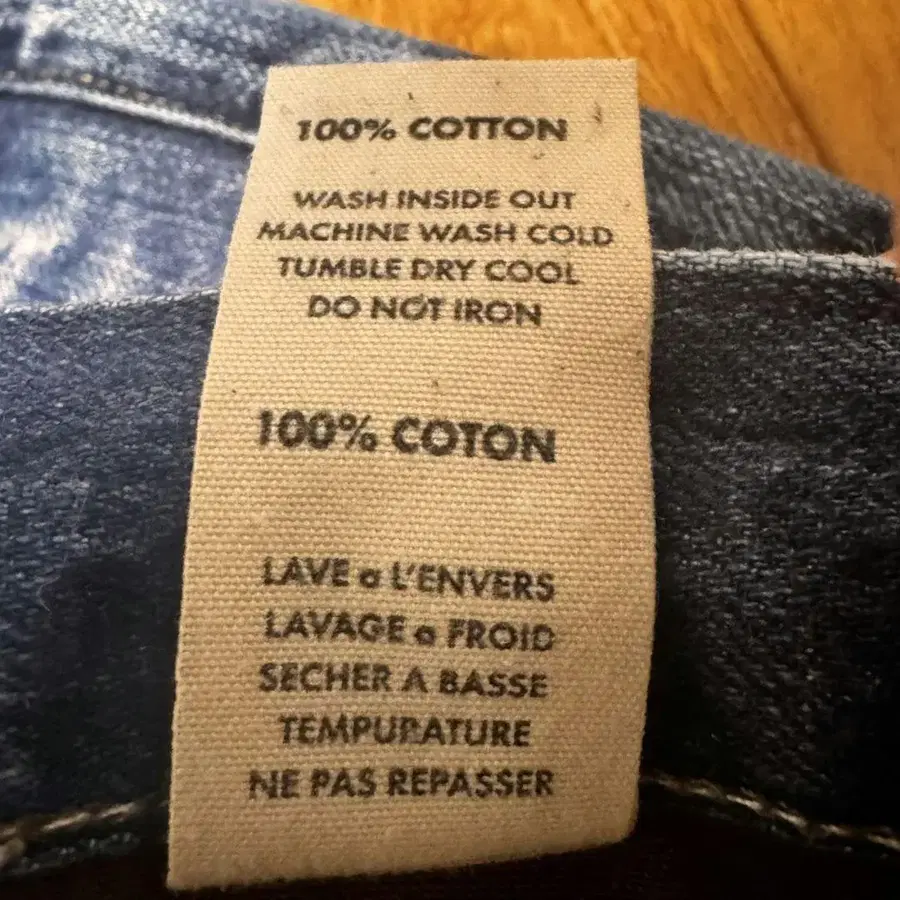 100% COTTON
WASH INSIDE OUT
MACHINE WASH COLD
TUMBLE DRY COOL
DO NOT IRON
100% COTON
LAVE a L'ENVERS
LAVAGE a FROID
SECHER A BASSE
TEMPURATURE
NE PAS REPASSER